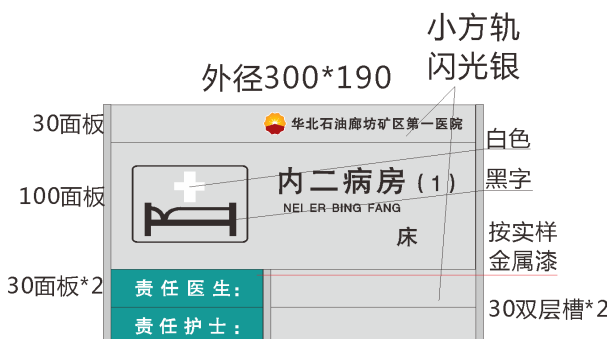 小方轨
闪光银
外径300*190
30面板
华北石油廊坊矿区第一医院
白色
100面板
内二病房(1)
黑字
NEI ER BING FANG
床
按实样
金属漆
30面板*2
责任医生:
30双层槽*2
责任护士: